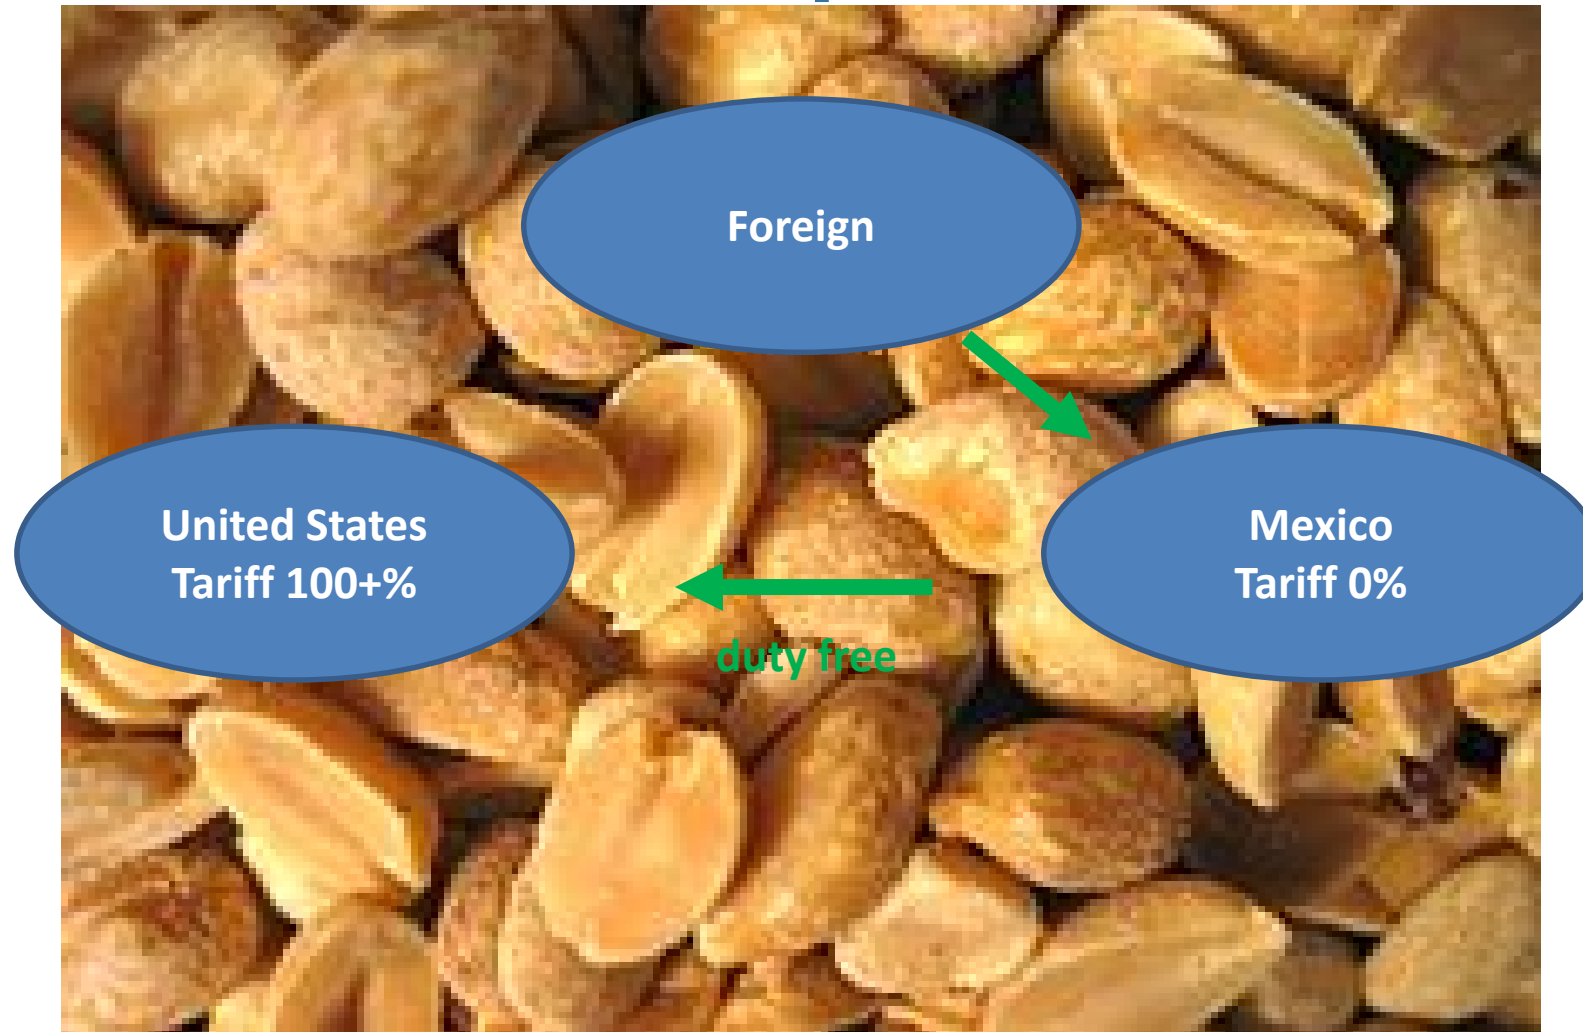 Foreign
United States
Tariff 100+%
Mexico
Tariff 0%
duty free